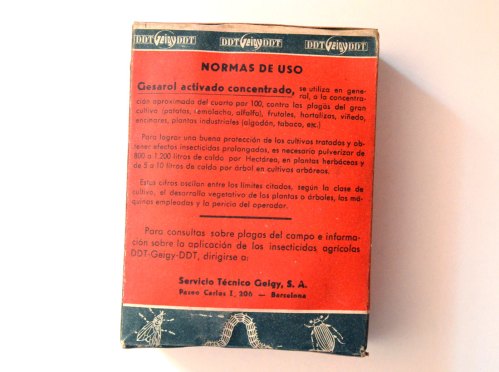 DDT Geigy DDT DDT Geigy DDT DDT Geigy DDT
NORMAS DE USO
Gesarol activado concentrado, se utiliza en gene-
ral, a la concentra-
ción aproximada del cuarto por 100, contra las plagas del gran
cultivo (patatas, remolacha, alfalfa), frutales, hortalizas, viñedo,
encinares, plantas industriales (algodón, tabaco, etc.)
Para lograr una buena protección de los cultivos tratados y ob-
tener efectos insecticidas prolongados, es necesario pulverizar de
800 a 1.200 litros de caldo por Hectárea, en plantas herbáceas y
de 5 a 10 litros de caldo por árbol en cultivos arbóreos.
Estas cifras oscilan entre los límites citados, según la clase de
cultivo, el desarrollo vegetativo de las plantas o árboles, las má-
quinas empleadas y la pericia del operador.
Para consultas sobre plagas del campo e informa-
ción sobre la aplicación de los insecticidas agrícolas
DDT-Geigy-DDT, dirigirse a:
Servicio Técnico Geigy, S. A.
Paseo Carlos I, 206 — Barcelona